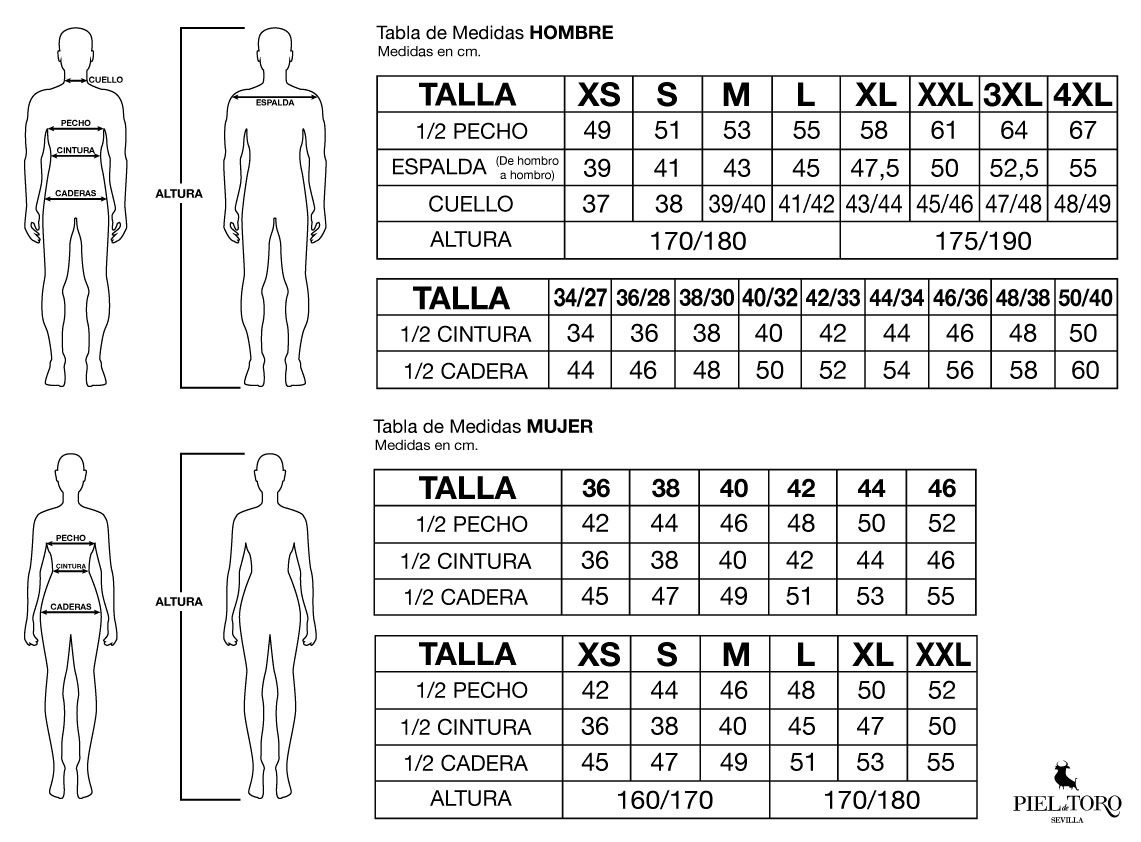 Tabla de Medidas HOMBRE
Medidas en cm.
CUELLO
PECHO
CINTURA
CADERAS
ALTURA
ESPALDA
TALLA XS S M L XL XXL 3XL 4XL
1/2 PECHO 49 51 53 55 58 61 64 67
ESPALDA (De hombro a hombro) 39 41 43 45 47,5 50 52,5 55
CUELLO 37 38 39/40 41/42 43/44 45/46 47/48 48/49
ALTURA 170/180 175/190
TALLA 34/27 36/28 38/30 40/32 42/33 44/34 46/36 48/38 50/40
1/2 CINTURA 34 36 38 40 42 44 46 48 50
1/2 CADERA 44 46 48 50 52 54 56 58 60
Tabla de Medidas MUJER
Medidas en cm.
PECHO
CINTURA
CADERAS
ALTURA
TALLA 36 38 40 42 44 46
1/2 PECHO 42 44 46 48 50 52
1/2 CINTURA 36 38 40 42 44 46
1/2 CADERA 45 47 49 51 53 55
TALLA XS S M L XL XXL
1/2 PECHO 42 44 46 48 50 52
1/2 CINTURA 36 38 40 45 47 50
1/2 CADERA 45 47 49 51 53 55
ALTURA 160/170 170/180
PIEL de TORO
SEVILLA